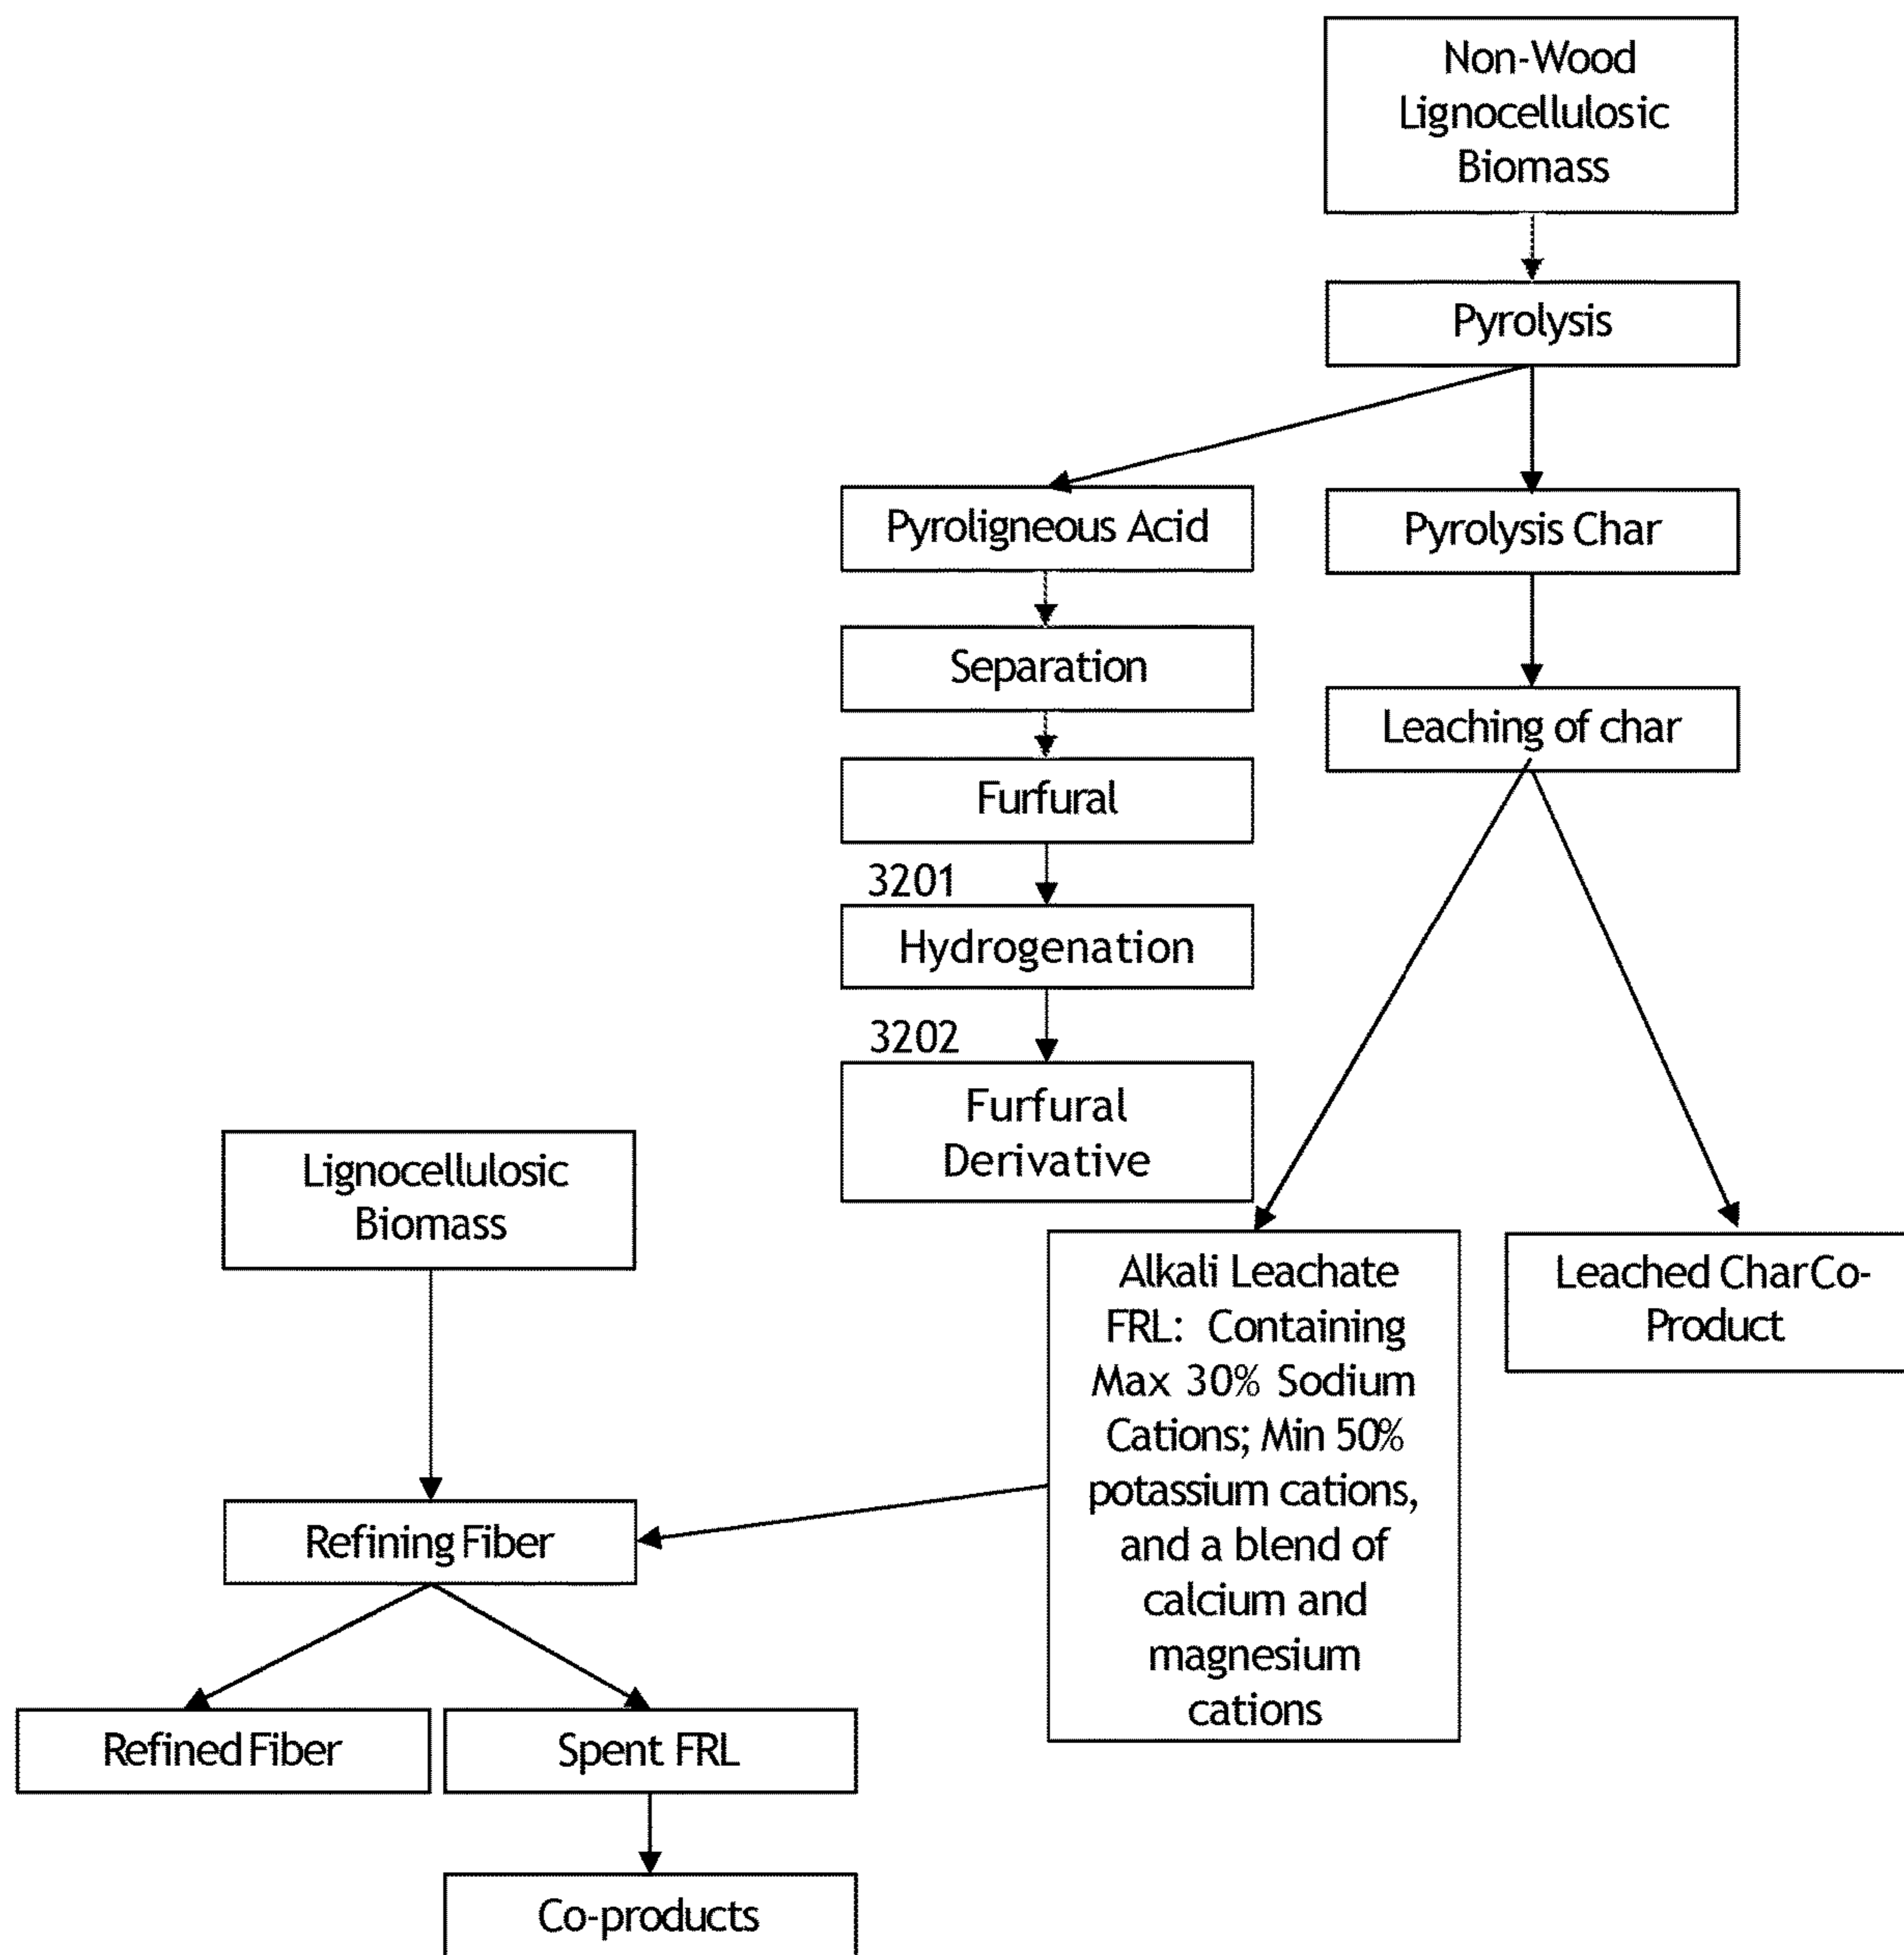 Non-Wood
Lignocellulosic
Biomass
Pyrolysis
Pyroligneous Acid
Pyrolysis Char
Separation
Leaching of char
Furfural
3201
Hydrogenation
3202
Furfural
Derivative
Lignocellulosic
Biomass
Alkali Leachate
FRL: Containing
Max 30% Sodium
Cations; Min 50%
potassium cations,
and a blend of
calcium and
magnesium
cations
Leached Char Co-
Product
Refining Fiber
Refined Fiber
Spent FRL
Co-products